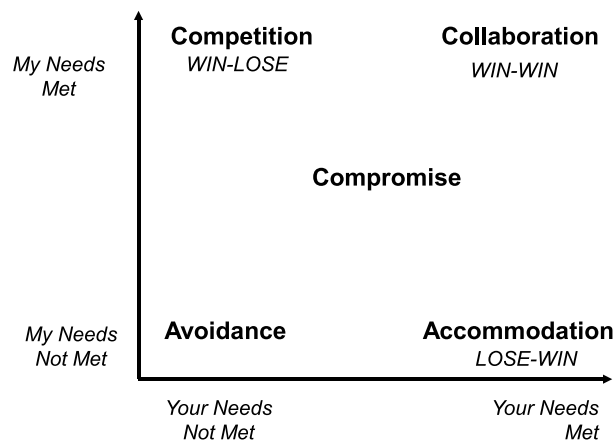 Competition
WIN-LOSE
Collaboration
WIN-WIN
My Needs
Met
Compromise
My Needs
Not Met
Avoidance
Accommodation
LOSE-WIN
Your Needs
Not Met
Your Needs
Met